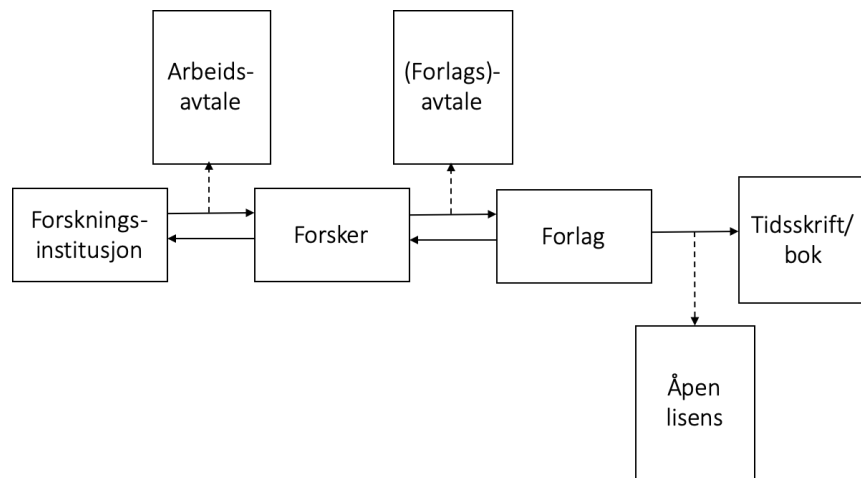 Arbeids-
avtale
(Forlags)-
avtale
Forsknings-
institusjon
Forsker
Forlag
Tidsskrift/
bok
Åpen
lisens